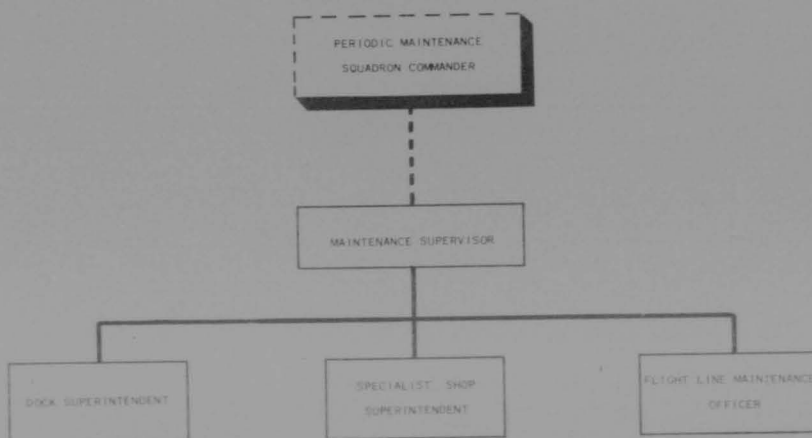 PERIODIC MAINTENANCE
SQUADRON COMMANDER
MAINTENANCE SUPERVISOR
DOCK SUPERINTENDENT
SPECIALIST SHOP
SUPERINTENDENT
FLIGHT LINE MAINTENANCE
OFFICER